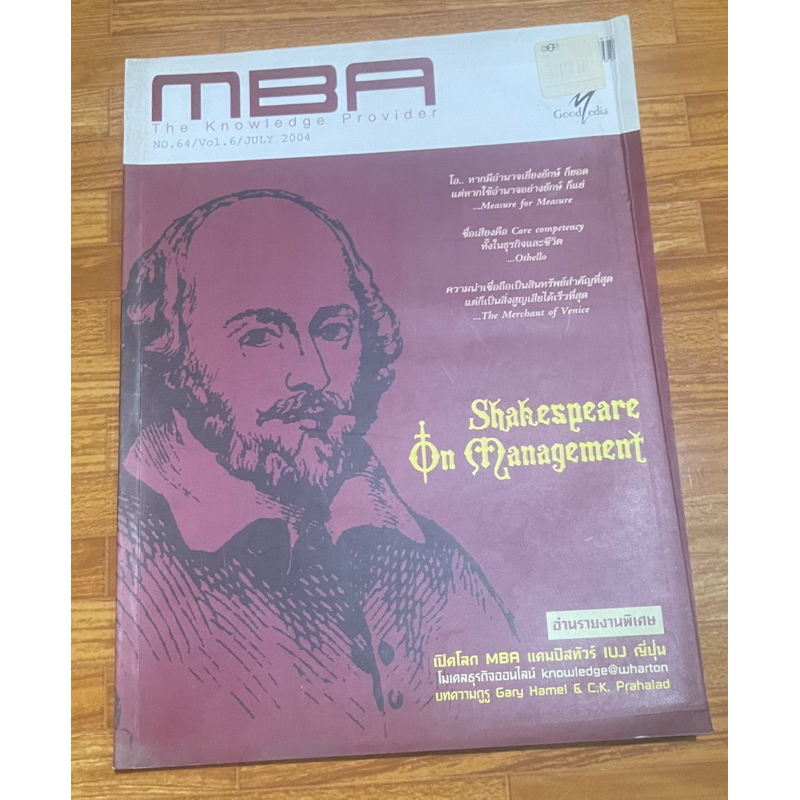 MBA
The Knowledge Provider
NO.64/Vol.6/JULY 2004
Good Media
โอ.. หากมีอำนาจเยี่ยงยักษ์ ก็ยอด
แต่หากใช้อำนาจอย่างยักษ์ ก็แย่
...Measure for Measure
ชื่อเสียงคือ Core competency
ทั้งในธุรกิจและชีวิต
...Othello
ความน่าเชื่อถือเป็นสินทรัพย์สำคัญที่สุด
แต่ก็เป็นสิ่งสูญเสียได้เร็วที่สุด
...The Merchant of Venice
Shakespeare
On Management
อ่านรายงานพิเศษ
เปิดโลก MBA แคมปัสทัวร์ IUJ ญี่ปุ่น
โมเดลธุรกิจออนไลน์ knowledge@wharton
บทความกูรู Gary Hamel & C.K. Prahalad